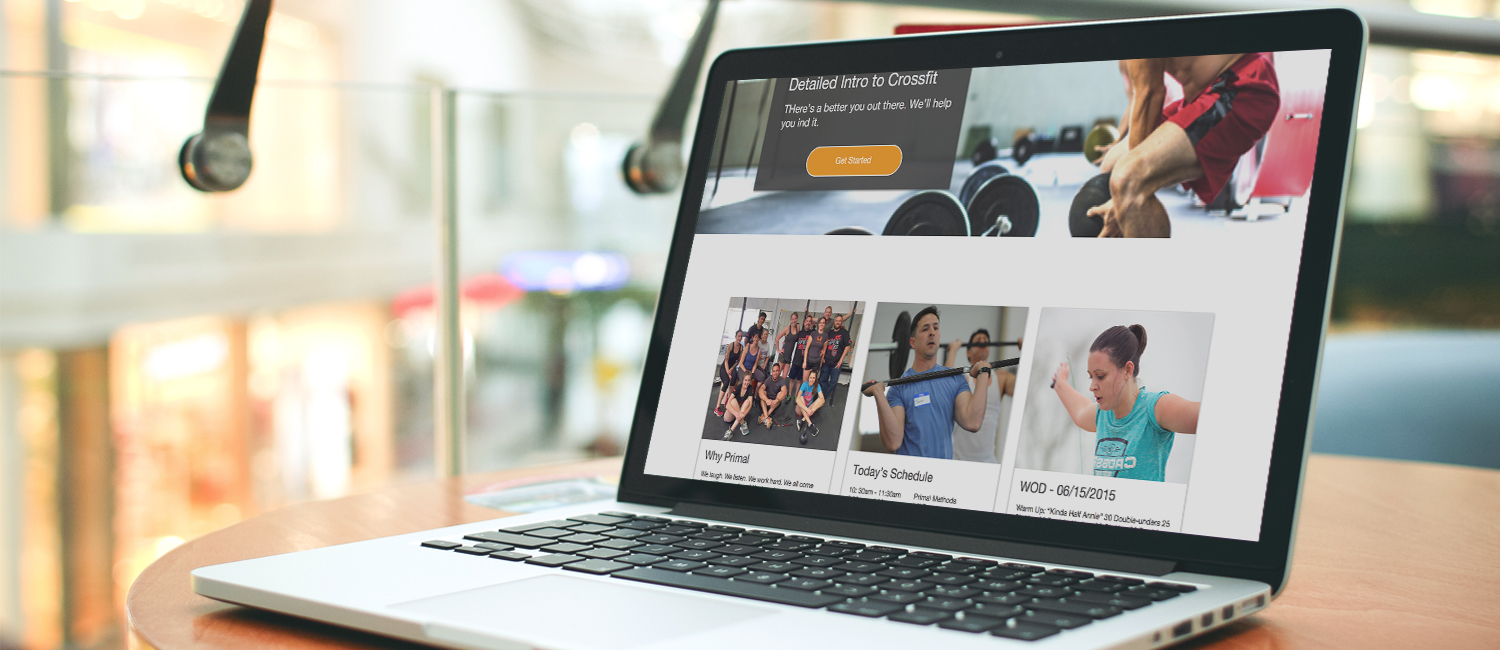 Detailed Intro to Crossfit
THere's a better you out there. We'll help
you ind it.
Get Started
Why Primal
We laugh. We listen. We work hard. We all come
Today's Schedule
10: 30am - 11:30am Primal Methods
WOD - 06/15/2015
Warm Up: "Kinda Half Annie" 30 Double-unders 25